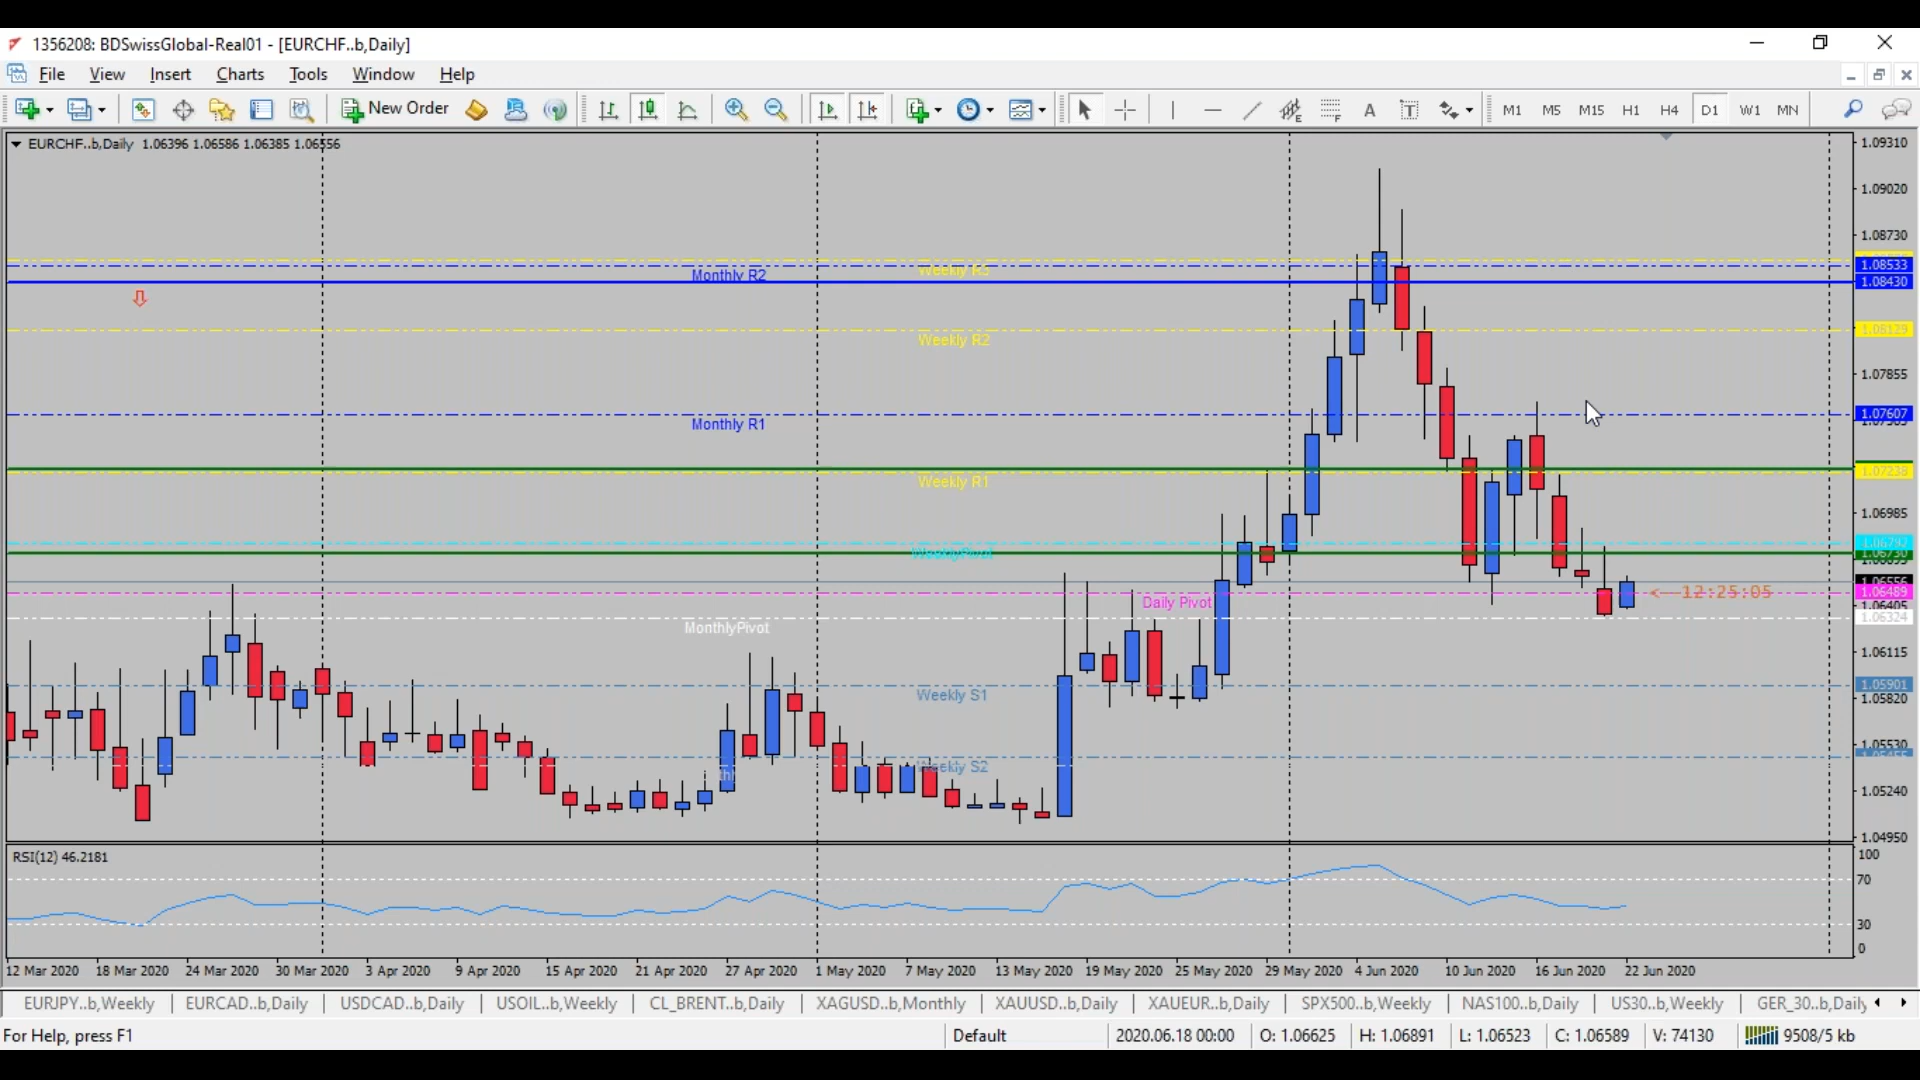 1356208: BDSwissGlobal-Real01 - [EURCHF..b,Daily]
File View Insert Charts Tools Window Help
New Order A T E F M1 M5 M15 H1 H4 D1 W1 MN
EURCHF..b,Daily 1.06396 1.06586 1.06385 1.06556
1.09310
1.09020
1.08730
Weekly R3
1.08533
Monthly R2
1.08430
1.08129
Weekly R2
1.07855
1.07607
Monthly R1
1.07238
Weekly R1
1.06985
1.06792
WeeklyPivot
1.06730
1.06556
1.06489
<--12:25:05
Daily Pivot
1.06405
1.06324
MonthlyPivot
1.06115
1.05901
Weekly S1
1.05820
1.05530
Weekly S2
1.05240
1.04950
RSI(12) 46.2181
100
70
30
0
12 Mar 2020 18 Mar 2020 24 Mar 2020 30 Mar 2020 3 Apr 2020 9 Apr 2020 15 Apr 2020 21 Apr 2020 27 Apr 2020 1 May 2020 7 May 2020 13 May 2020 19 May 2020 25 May 2020 29 May 2020 4 Jun 2020 10 Jun 2020 16 Jun 2020 22 Jun 2020
EURJPY..b,Weekly EURCAD..b,Daily USDCAD..b,Daily USOIL..b,Weekly CL_BRENT..b,Daily XAGUSD..b,Monthly XAUUSD..b,Daily XAUEUR..b,Daily SPX500..b,Weekly NAS100..b,Daily US30..b,Weekly GER_30..b,Daily
For Help, press F1 Default 2020.06.18 00:00 O: 1.06625 H: 1.06891 L: 1.06523 C: 1.06589 V: 74130 9508/5 kb